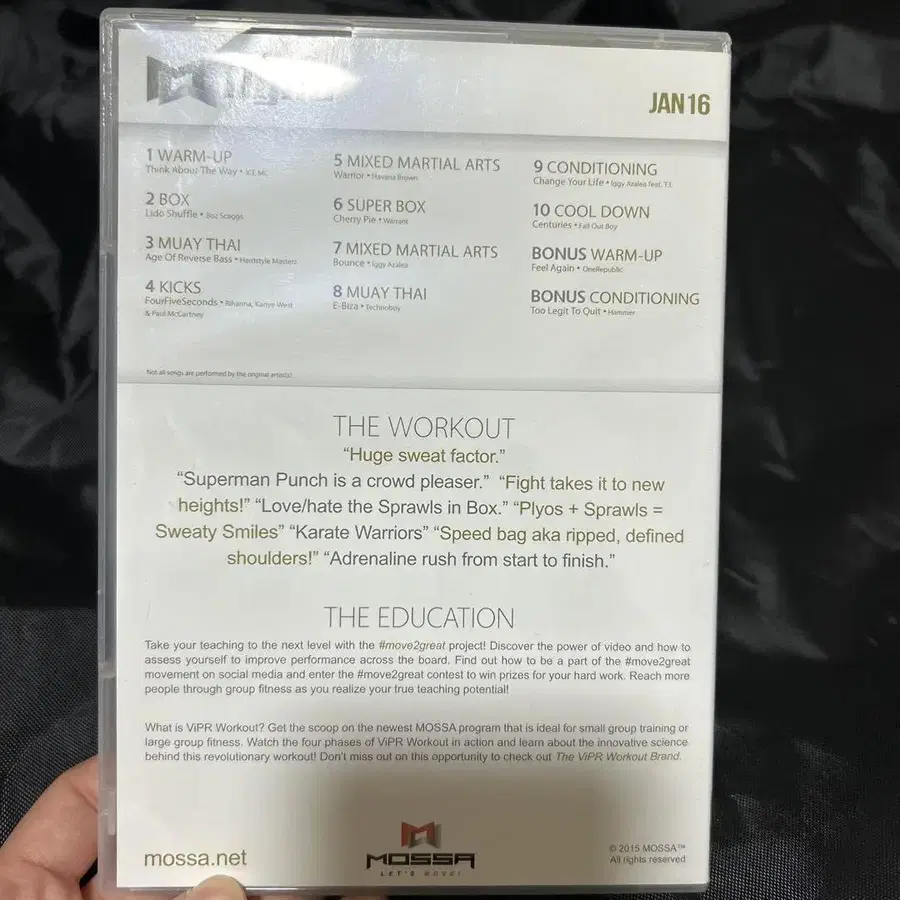 JAN16
1 WARM-UP
Think About The Way • ICE MC
2 BOX
Lido Shuffle • Boz Scaggs
3 MUAY THAI
Age Of Reverse Bass • Hardstyle Masterz
4 KICKS
FourFiveSeconds • Rihanna, Kanye West
& Paul McCartney
5 MIXED MARTIAL ARTS
Warrior • Havana Brown
6 SUPER BOX
Cherry Pie • Warrant
7 MIXED MARTIAL ARTS
Bounce • Iggy Azalea
8 MUAY THAI
E-Biza • Technoboy
9 CONDITIONING
Change Your Life • Iggy Azalea feat. T.I.
10 COOL DOWN
Centuries • Fall Out Boy
BONUS WARM-UP
Feel Again • OneRepublic
BONUS CONDITIONING
Too Legit To Quit • Hammer
Not all songs are performed by the original artist(s)
THE WORKOUT
“Huge sweat factor.”
“Superman Punch is a crowd pleaser.” “Fight takes it to new
heights!” “Love/hate the Sprawls in Box.” “Plyos + Sprawls =
Sweaty Smiles” “Karate Warriors” “Speed bag aka ripped, defined
shoulders!” “Adrenaline rush from start to finish.”
THE EDUCATION
Take your teaching to the next level with the #move2great project! Discover the power of video and how to
assess yourself to improve performance across the board. Find out how to be a part of the #move2great
movement on social media and enter the #move2great contest to win prizes for your hard work. Reach more
people through group fitness as you realize your true teaching potential!
What is ViPR Workout? Get the scoop on the newest MOSSA program that is ideal for small group training or
large group fitness. Watch the four phases of ViPR Workout in action and learn about the innovative science
behind this revolutionary workout! Don't miss out on this opportunity to check out The ViPR Workout Brand.
mossa.net
MOSSA
LET'S MOVE!
© 2015 MOSSA™
All rights reserved